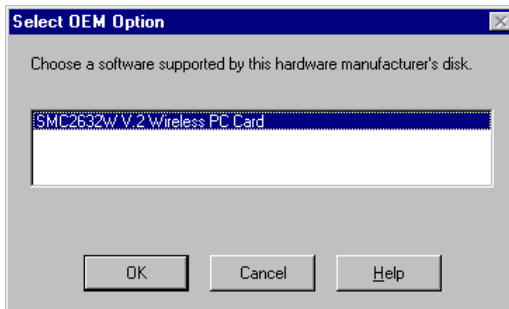 Select OEM Option
Choose a software supported by this hardware manufacturer's disk.
SMC2632W V.2 Wireless PC Card
OK
Cancel
Help